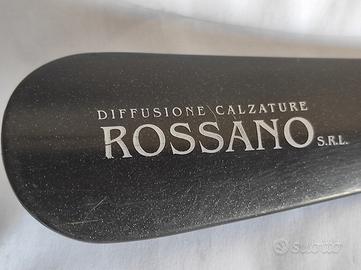 DIFFUSIONE CALZATURE
ROSSANO S.R.L.
subito